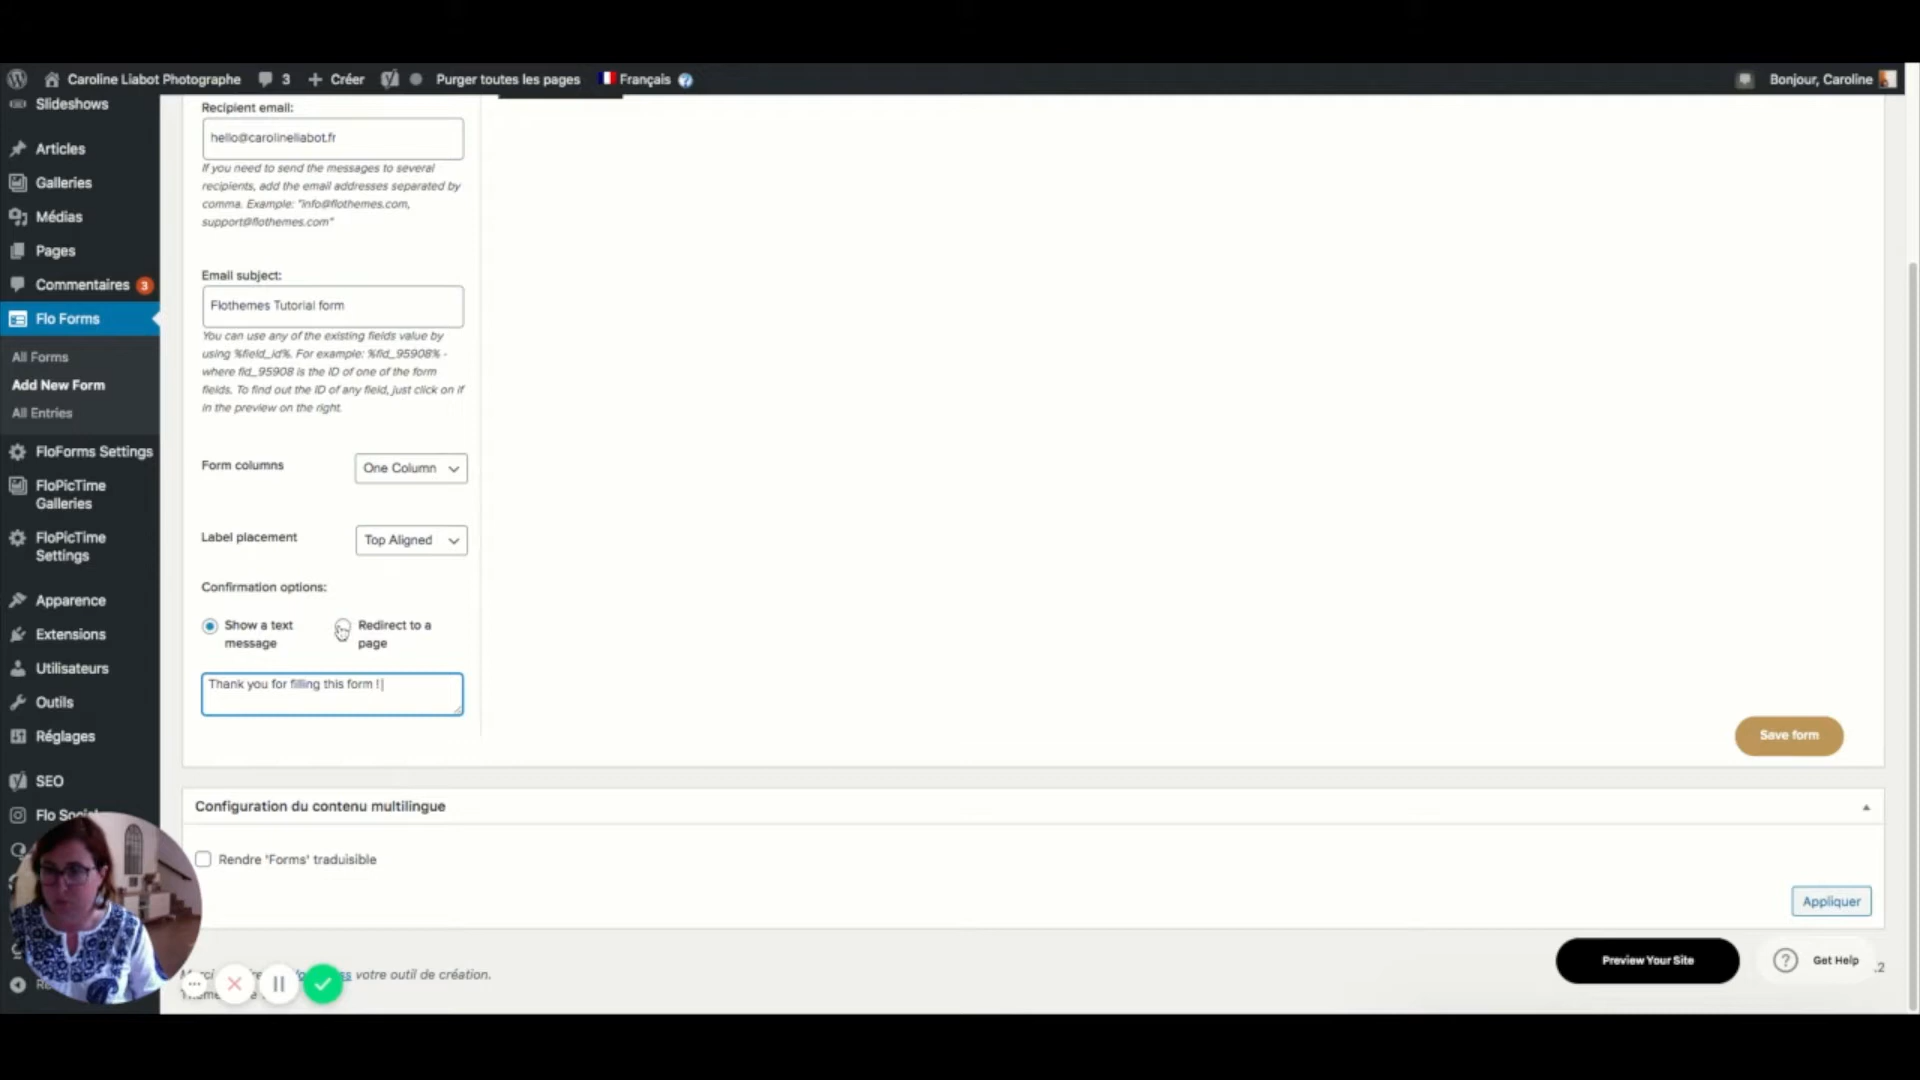 Caroline Liabot Photographe 3 Créer Purger toutes les pages Français Bonjour, Caroline
Slideshows
Articles
Galleries
Médias
Pages
Commentaires 3
Flo Forms
All Forms
Add New Form
All Entries
FloForms Settings
FloPicTime
Galleries
FloPicTime
Settings
Apparence
Extensions
Utilisateurs
Outils
Réglages
SEO
Flo Social
Recipient email:
hello@carolineliabot.fr
If you need to send the messages to several
recipients, add the email addresses separated by
comma. Example: "info@flothemes.com,
support@flothemes.com"
Email subject:
Flothemes Tutorial form
You can use any of the existing fields value by
using %field_id%. For example: %fid_95908% -
where fid_95908 is the ID of one of the form
fields. To find out the ID of any field, just click on it
in the preview on the right.
Form columns One Column
Label placement Top Aligned
Confirmation options:
Show a text
message
Redirect to a
page
Thank you for filling this form !
Save form
Configuration du contenu multilingue
Rendre 'Forms' traduisible
Appliquer
Merci votre outil de création.
Preview Your Site
Get Help
.2